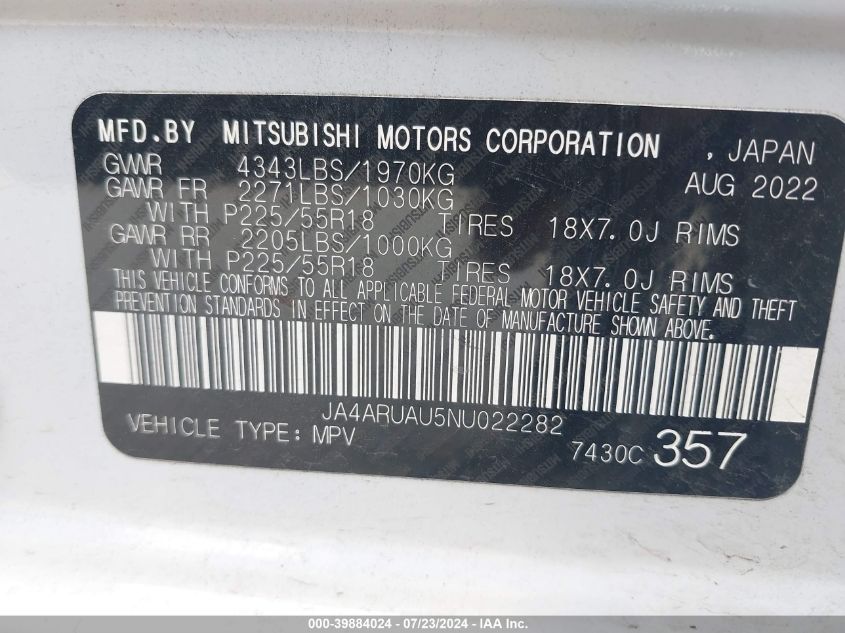 MFD.BY MITSUBISHI MOTORS CORPORATION , JAPAN
GVWR 4343LBS/1970KG AUG 2022
GAWR FR 2271LBS/1030KG
WITH P225/55R18 TIRES 18X7.0J RIMS
GAWR RR 2205LBS/1000KG
WITH P225/55R18 TIRES 18X7.0J RIMS
THIS VEHICLE CONFORMS TO ALL APPLICABLE FEDERAL MOTOR VEHICLE SAFETY AND THEFT
PREVENTION STANDARDS IN EFFECT ON THE DATE OF MANUFACTURE SHOWN ABOVE.
JA4ARUAU5NU022282
VEHICLE TYPE: MPV 7430C 357
000-39884024 - 07/23/2024 - IAA Inc.